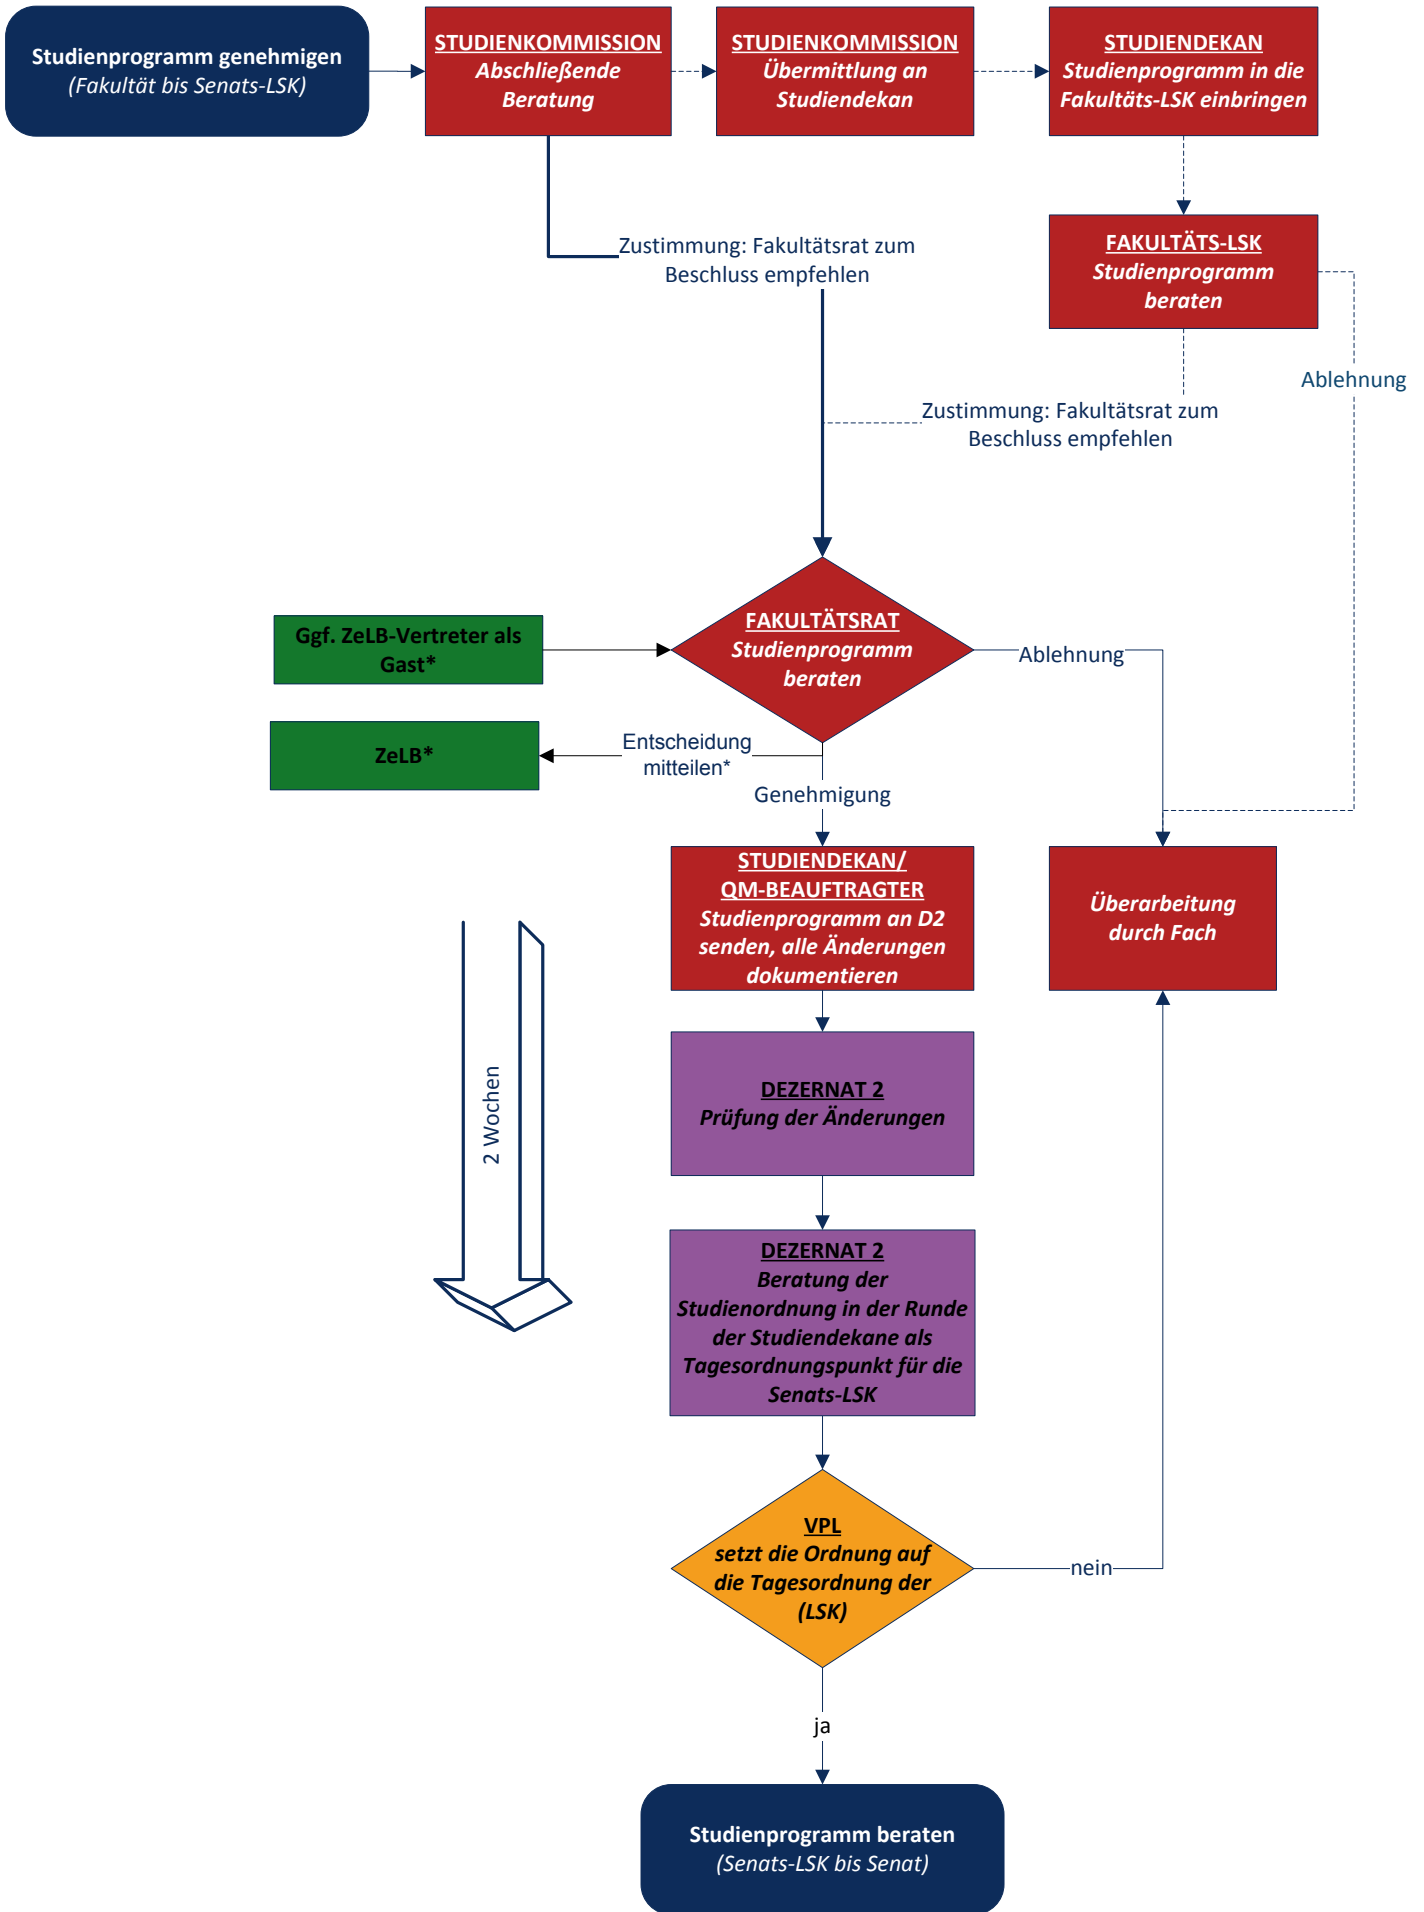 Studienprogramm genehmigen
(Fakultät bis Senats-LSK)
STUDIENKOMMISSION
Abschließende
Beratung
STUDIENKOMMISSION
Übermittlung an
Studiendekan
STUDIENDEKAN
Studienprogramm in die
Fakultäts-LSK einbringen
Zustimmung: Fakultätsrat zum
Beschluss empfehlen
FAKULTÄTS-LSK
Studienprogramm
beraten
Ablehnung
Zustimmung: Fakultätsrat zum
Beschluss empfehlen
Ggf. ZeLB-Vertreter als
Gast*
FAKULTÄTSRAT
Studienprogramm
beraten
Ablehnung
ZeLB*
Entscheidung
mitteilen*
Genehmigung
STUDIENDEKAN/
QM-BEAUFTRAGTER
Studienprogramm an D2
senden, alle Änderungen
dokumentieren
Überarbeitung
durch Fach
2 Wochen
DEZERNAT 2
Prüfung der Änderungen
DEZERNAT 2
Beratung der
Studienordnung in der Runde
der Studiendekane als
Tagesordnungspunkt für die
Senats-LSK
VPL
setzt die Ordnung auf
die Tagesordnung der
(LSK)
nein
ja
Studienprogramm beraten
(Senats-LSK bis Senat)